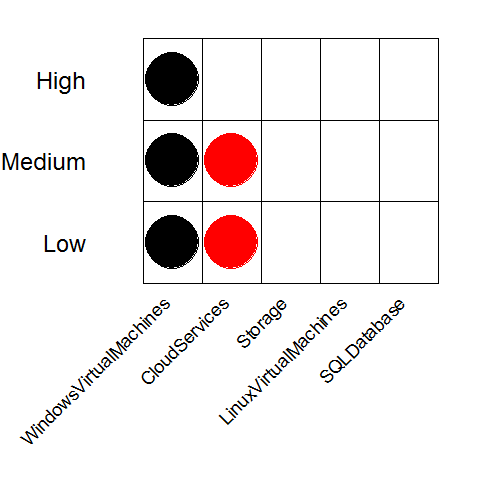 High
Medium
Low
WindowsVirtualMachines
CloudServices
Storage
LinuxVirtualMachines
SQLDatabase